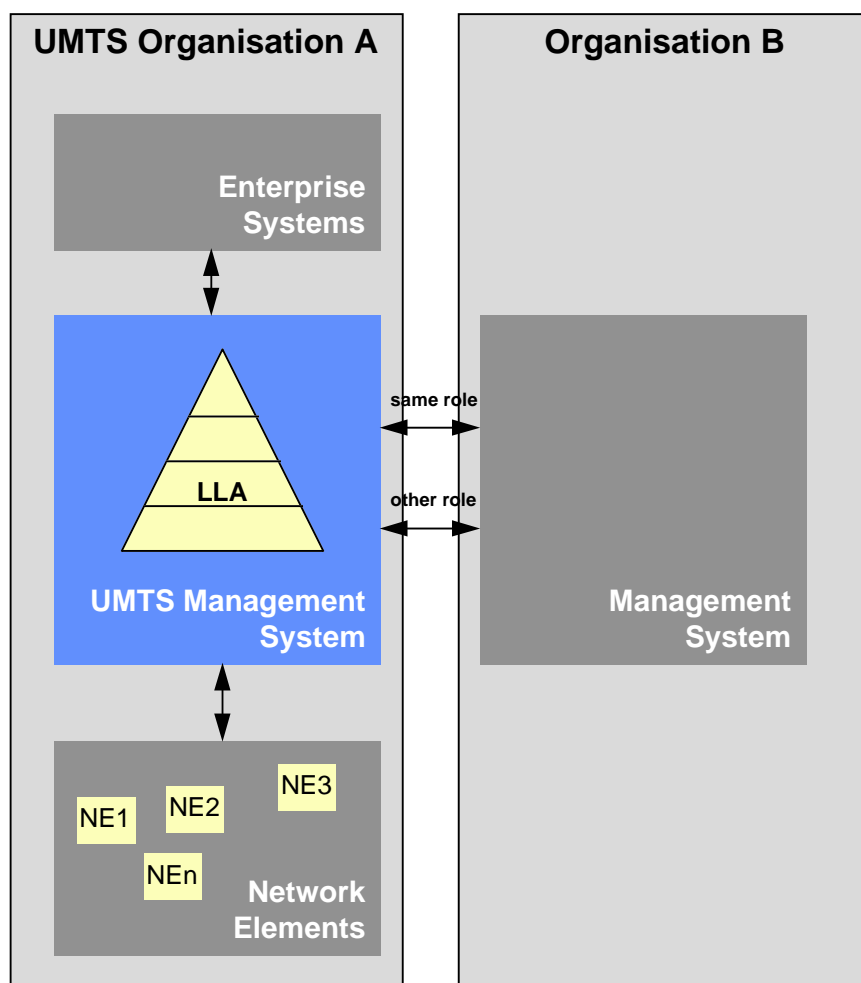 UMTS Organisation A
Organisation B
Enterprise
Systems
same role
LLA
other role
UMTS Management
System
Management
System
NE1
NE2
NE3
NEn
Network
Elements